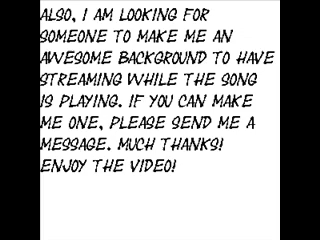 ALSO, I AM LOOKING FOR
SOMEONE TO MAKE ME AN
AWESOME BACKGROUND TO HAVE
STREAMING WHILE THE SONG
IS PLAYING. IF YOU CAN MAKE
ME ONE, PLEASE SEND ME A
MESSAGE. MUCH THANKS!
ENJOY THE VIDEO!